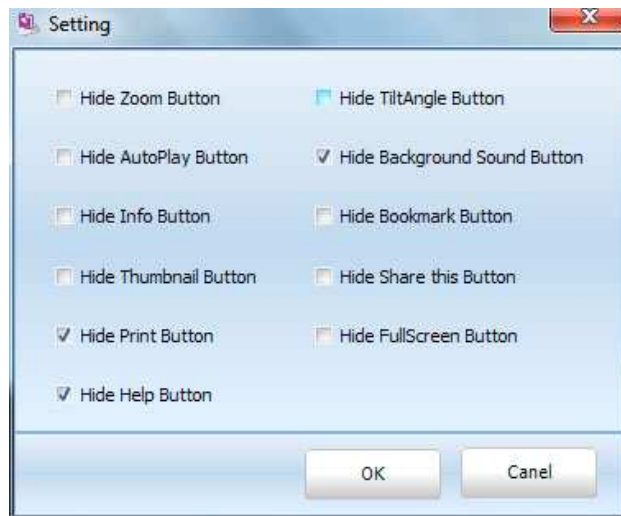 Setting
Hide Zoom Button
Hide TiltAngle Button
Hide AutoPlay Button
Hide Background Sound Button
Hide Info Button
Hide Bookmark Button
Hide Thumbnail Button
Hide Share this Button
Hide Print Button
Hide FullScreen Button
Hide Help Button
OK
Canel